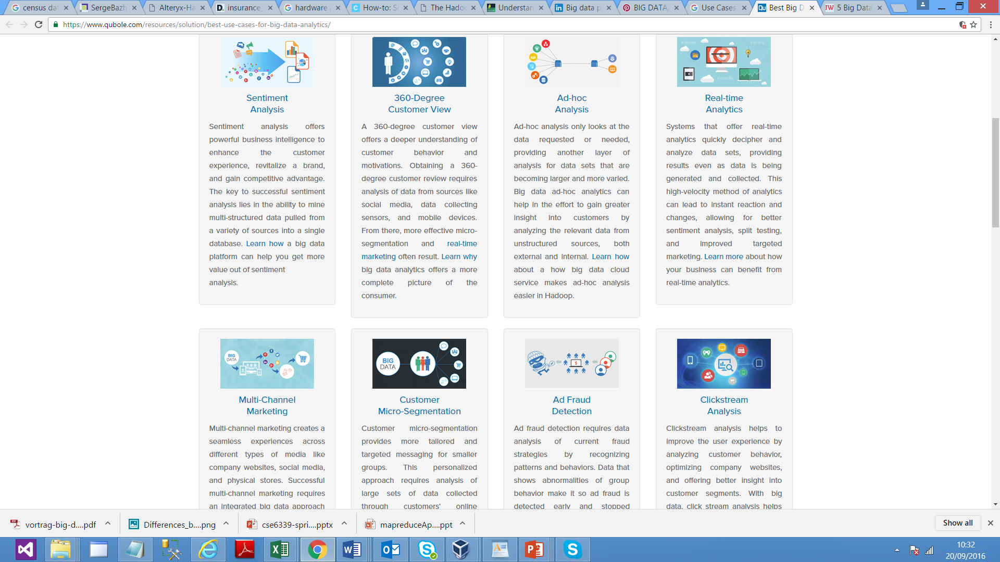 census dat
SergeBazh
Alteryx-Ha
insurance_
hardware
How-to: S
The Hadoo
Understan
Big data p
BIG DATA
Use Cases
Best Big D
5 Big Data
https://www.qubole.com/resources/solution/best-use-cases-for-big-data-analytics/
Sentiment
Analysis
Sentiment analysis offers
powerful business intelligence to
enhance the customer
experience, revitalize a brand,
and gain competitive advantage.
The key to successful sentiment
analysis lies in the ability to mine
multi-structured data pulled from
a variety of sources into a single
database. Learn how a big data
platform can help you get more
value out of sentiment
analysis.
360-Degree
Customer View
A 360-degree customer view
offers a deeper understanding of
customer behavior and
motivations. Obtaining a 360-
degree customer review requires
analysis of data from sources like
social media, data collecting
sensors, and mobile devices.
From there, more effective micro-
segmentation and real-time
marketing often result. Learn why
big data analytics offers a more
complete picture of the
consumer.
Ad-hoc
Analysis
Ad-hoc analysis only looks at the
data requested or needed,
providing another layer of
analysis for data sets that are
becoming larger and more varied.
Big data ad-hoc analytics can
help in the effort to gain greater
insight into customers by
analyzing the relevant data from
unstructured sources, both
external and internal. Learn how
about a how big data cloud
service makes ad-hoc analysis
easier in Hadoop.
Volume
Variety
Velocity
Real-time
Analytics
Systems that offer real-time
analytics quickly decipher and
analyze data sets, providing
results even as data is being
generated and collected. This
high-velocity method of analytics
can lead to instant reaction and
changes, allowing for better
sentiment analysis, split testing,
and improved targeted
marketing. Learn more about how
your business can benefit from
real-time analytics.
BIG
DATA
Multi-Channel
Marketing
Multi-channel marketing creates a
seamless experiences across
different types of media like
company websites, social media,
and physical stores. Successful
multi-channel marketing requires
an integrated big data approach
BIG
DATA
Customer
Micro-Segmentation
Customer micro-segmentation
provides more tailored and
targeted messaging for smaller
groups. This personalized
approach requires analysis of
large sets of data collected
through customers' online
$
Ad Fraud
Detection
Ad fraud detection requires data
analysis of current fraud
strategies by recognizing
patterns and behaviors. Data that
shows abnormalities of group
behavior make it so ad fraud is
detected early and stopped
Clickstream
Analysis
Clickstream analysis helps to
improve the user experience by
analyzing customer behavior,
optimizing company websites,
and offering better insight into
customer segments. With big
data, click stream analysis helps
vortrag-big-d....pdf
Differences_b....png
cse6339-spri....pptx
mapreduceAp....ppt
Show all
10:32
20/09/2016